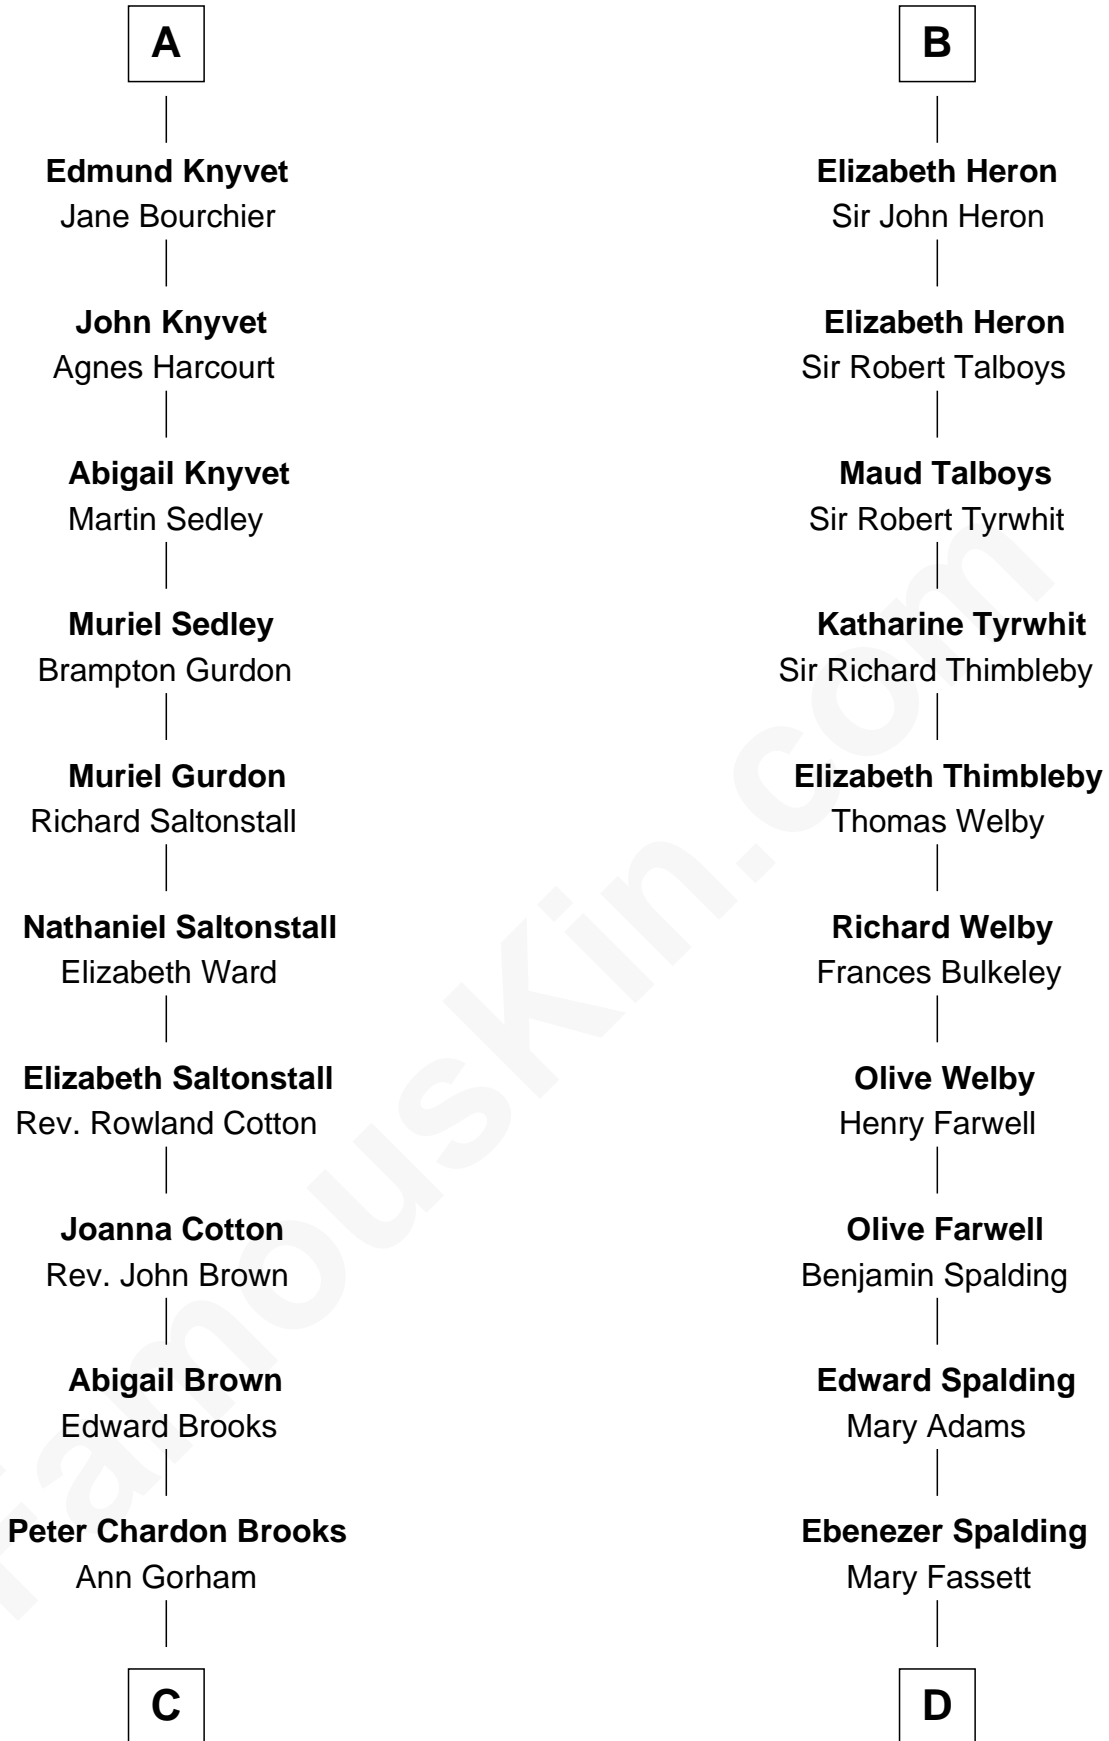 A
Edmund Knyvet
Jane Bourchier
John Knyvet
Agnes Harcourt
Abigail Knyvet
Martin Sedley
Muriel Sedley
Brampton Gurdon
Muriel Gurdon
Richard Saltonstall
Nathaniel Saltonstall
Elizabeth Ward
Elizabeth Saltonstall
Rev. Rowland Cotton
Joanna Cotton
Rev. John Brown
Abigail Brown
Edward Brooks
Peter Chardon Brooks
Ann Gorham
C
B
Elizabeth Heron
Sir John Heron
Elizabeth Heron
Sir Robert Talboys
Maud Talboys
Sir Robert Tyrwhit
Katharine Tyrwhit
Sir Richard Thimbleby
Elizabeth Thimbleby
Thomas Welby
Richard Welby
Frances Bulkeley
Olive Welby
Henry Farwell
Olive Farwell
Benjamin Spalding
Edward Spalding
Mary Adams
Ebenezer Spalding
Mary Fassett
D
FamousKin.com